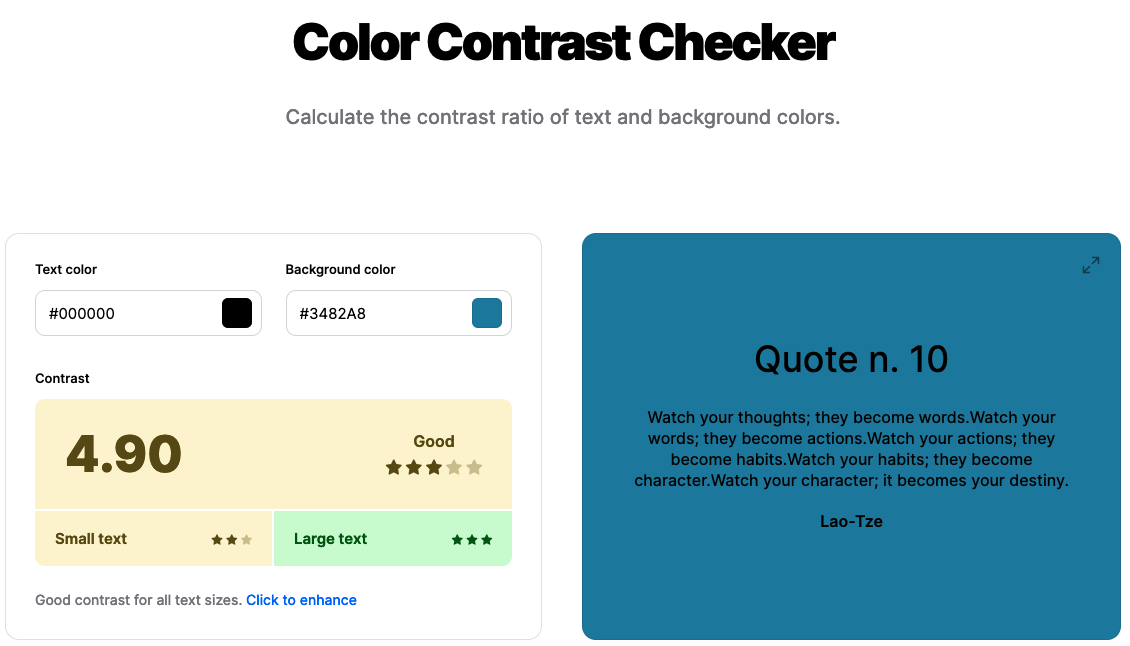 Color Contrast Checker
Calculate the contrast ratio of text and background colors.
Text color
#000000
Background color
#3482A8
Contrast
4.90
Good
Small text
Large text
Good contrast for all text sizes. Click to enhance
Quote n. 10
Watch your thoughts; they become words.Watch your
words; they become actions.Watch your actions; they
become habits.Watch your habits; they become
character.Watch your character; it becomes your destiny.
Lao-Tze